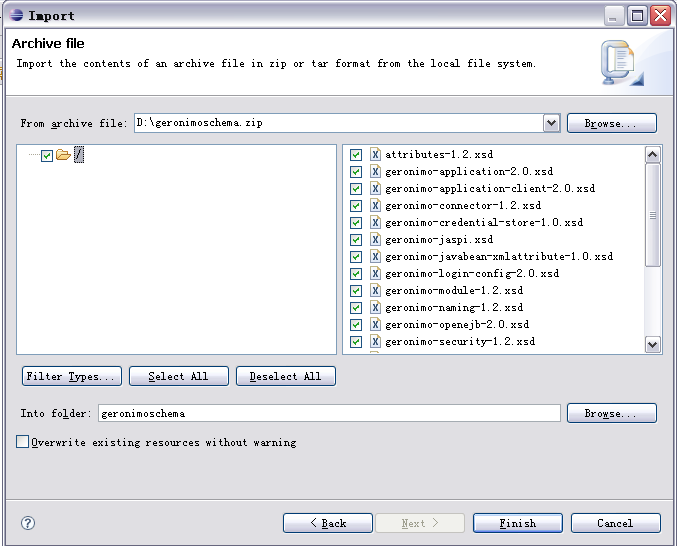 Import
Archive file
Import the contents of an archive file in zip or tar format from the local file system.
From archive file: D:\geronimoschema.zip Browse...
/
attributes-1.2.xsd
geronimo-application-2.0.xsd
geronimo-application-client-2.0.xsd
geronimo-connector-1.2.xsd
geronimo-credential-store-1.0.xsd
geronimo-jaspi.xsd
geronimo-javabean-xmlattribute-1.0.xsd
geronimo-login-config-2.0.xsd
geronimo-module-1.2.xsd
geronimo-naming-1.2.xsd
geronimo-openejb-2.0.xsd
geronimo-security-1.2.xsd
Filter Types... Select All Deselect All
Into folder: geronimoschema Browse...
Overwrite existing resources without warning
? < Back Next > Finish Cancel